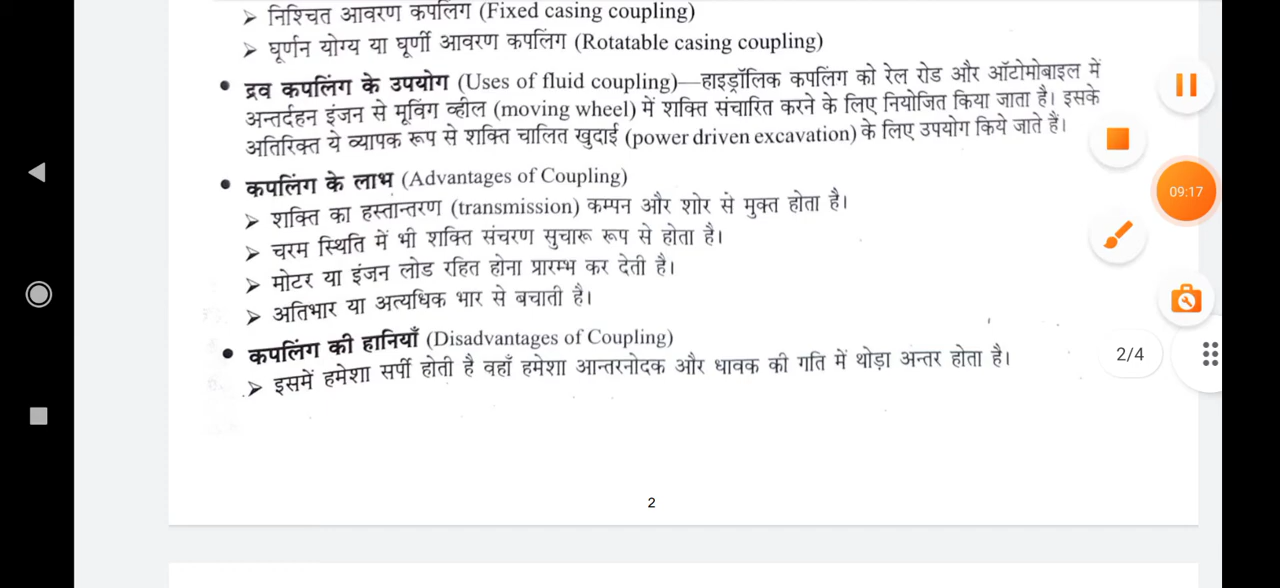 ➢ निश्चित आवरण कपलिंग (Fixed casing coupling)
➢ घूर्णन योग्य या घूर्णी आवरण कपलिंग (Rotatable casing coupling)
• द्रव कपलिंग के उपयोग (Uses of fluid coupling)—हाइड्रॉलिक कपलिंग को रेल रोड और ऑटोमोबाइल में
अन्तर्दहन इंजन से मूविंग व्हील (moving wheel) में शक्ति संचारित करने के लिए नियोजित किया जाता है। इसके
अतिरिक्त ये व्यापक रूप से शक्ति चालित खुदाई (power driven excavation) के लिए उपयोग किये जाते हैं।
• कपलिंग के लाभ (Advantages of Coupling)
➢ शक्ति का हस्तान्तरण (transmission) कम्पन और शोर से मुक्त होता है।
➢ चरम स्थिति में भी शक्ति संचरण सुचारू रूप से होता है।
➢ मोटर या इंजन लोड रहित होना प्रारम्भ कर देती है।
➢ अतिभार या अत्यधिक भार से बचाती है।
• कपलिंग की हानियाँ (Disadvantages of Coupling)
➢ इसमें हमेशा सर्पी होती है वहाँ हमेशा आन्तरनोदक और धावक की गति में थोड़ा अन्तर होता है।
2
09:17
2/4